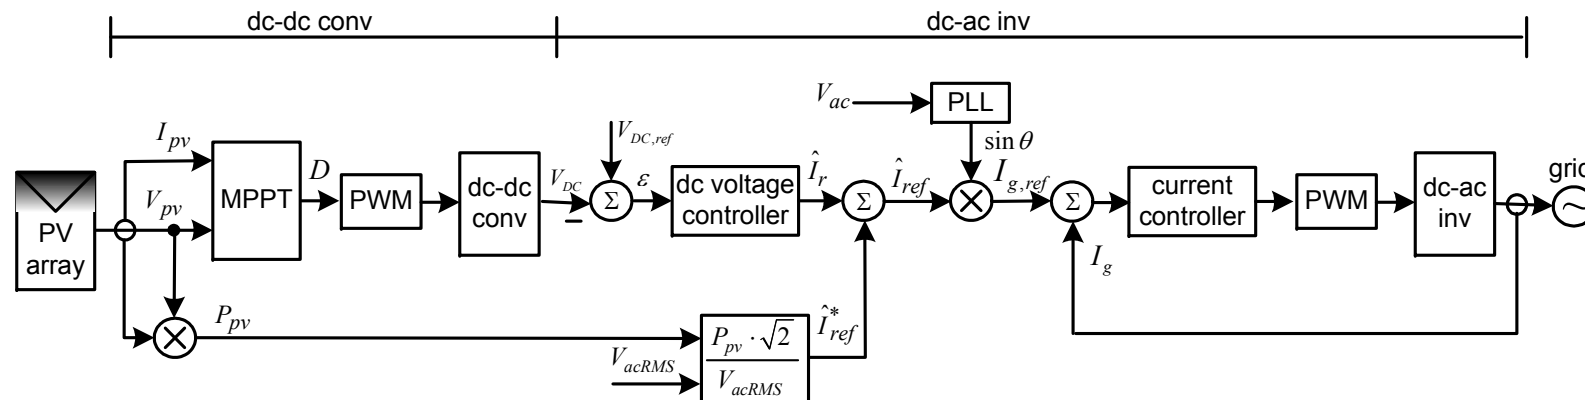 dc-dc conv
dc-ac inv
V_ac
PLL
sin θ
I_pv
V_pv
PV
array
MPPT
D
PWM
dc-dc
conv
V_DC
V_DC,ref
−
Σ
ε
dc voltage
controller
Î_r
Σ
Î_ref
×
I_g,ref
Σ
I_g
current
controller
PWM
dc-ac
inv
grid
~
×
P_pv
V_acRMS
P_pv · √2
V_acRMS
Î*_ref